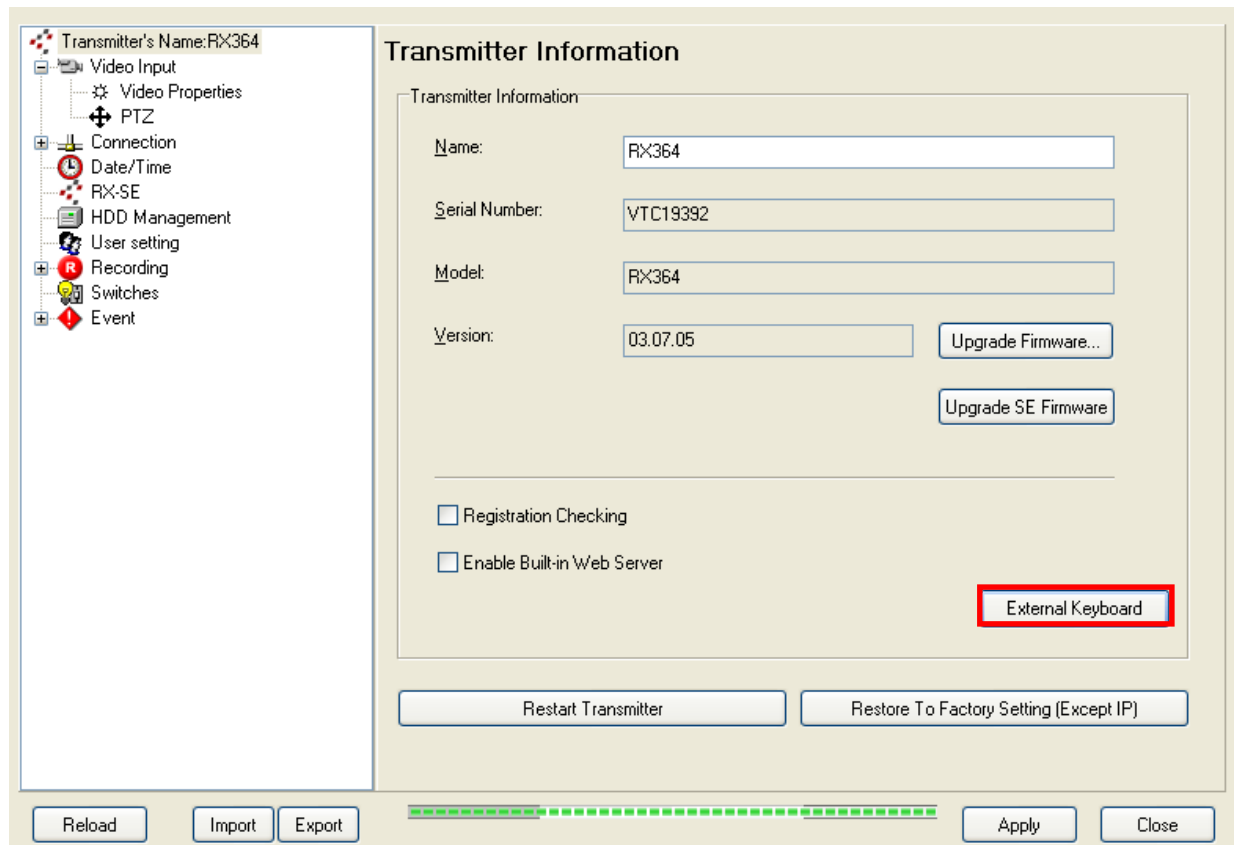 Transmitter's Name:RX364
Video Input
Video Properties
PTZ
Connection
Date/Time
RX-SE
HDD Management
User setting
R Recording
Switches
Event
Transmitter Information
Transmitter Information
Name: RX364
Serial Number: VTC19392
Model: RX364
Version: 03.07.05 Upgrade Firmware...
Upgrade SE Firmware
Registration Checking
Enable Built-in Web Server
External Keyboard
Restart Transmitter Restore To Factory Setting (Except IP)
Reload Import Export Apply Close